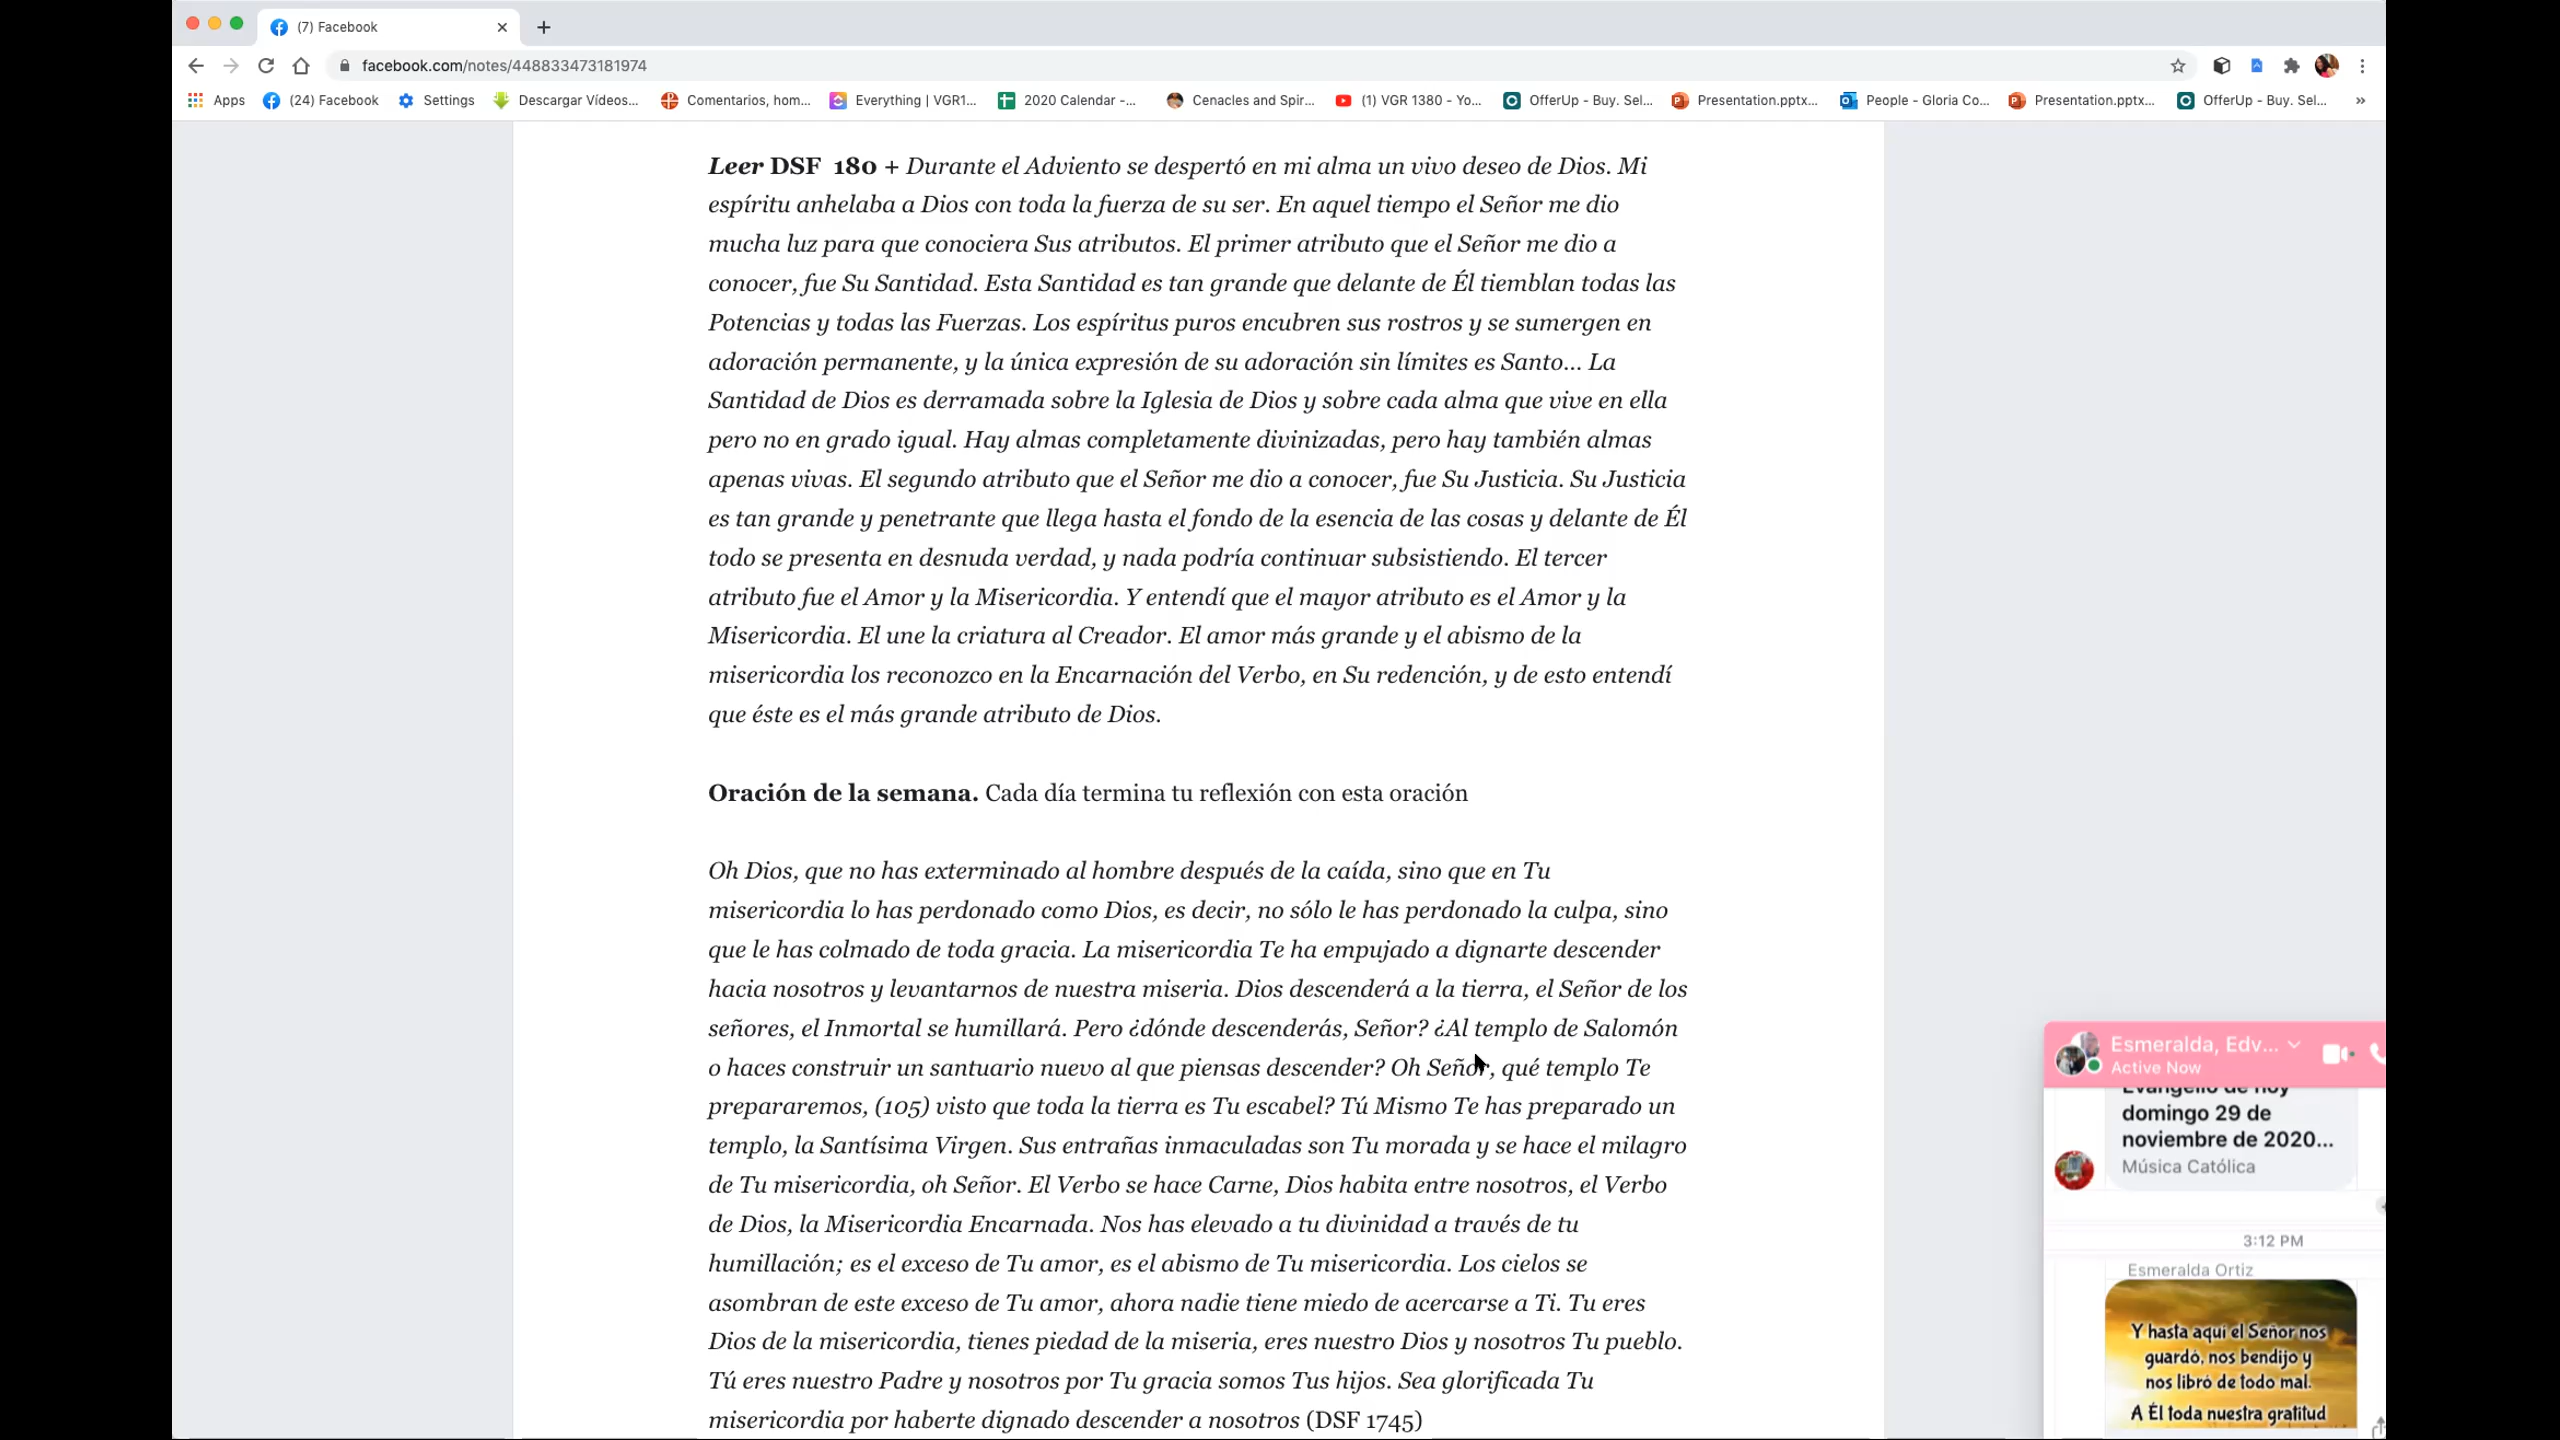 (7) Facebook
facebook.com/notes/448833473181974
Apps (24) Facebook Settings Descargar Vídeos... Comentarios, hom... Everything | VGR1... 2020 Calendar -... Cenacles and Spir... (1) VGR 1380 - Yo... OfferUp - Buy. Sel... Presentation.pptx... People - Gloria Co... Presentation.pptx... OfferUp - Buy. Sel... »
Leer DSF 180 + Durante el Adviento se despertó en mi alma un vivo deseo de Dios. Mi
espíritu anhelaba a Dios con toda la fuerza de su ser. En aquel tiempo el Señor me dio
mucha luz para que conociera Sus atributos. El primer atributo que el Señor me dio a
conocer, fue Su Santidad. Esta Santidad es tan grande que delante de Él tiemblan todas las
Potencias y todas las Fuerzas. Los espíritus puros encubren sus rostros y se sumergen en
adoración permanente, y la única expresión de su adoración sin límites es Santo... La
Santidad de Dios es derramada sobre la Iglesia de Dios y sobre cada alma que vive en ella
pero no en grado igual. Hay almas completamente divinizadas, pero hay también almas
apenas vivas. El segundo atributo que el Señor me dio a conocer, fue Su Justicia. Su Justicia
es tan grande y penetrante que llega hasta el fondo de la esencia de las cosas y delante de Él
todo se presenta en desnuda verdad, y nada podría continuar subsistiendo. El tercer
atributo fue el Amor y la Misericordia. Y entendí que el mayor atributo es el Amor y la
Misericordia. El une la criatura al Creador. El amor más grande y el abismo de la
misericordia los reconozco en la Encarnación del Verbo, en Su redención, y de esto entendí
que éste es el más grande atributo de Dios.
Oración de la semana. Cada día termina tu reflexión con esta oración
Oh Dios, que no has exterminado al hombre después de la caída, sino que en Tu
misericordia lo has perdonado como Dios, es decir, no sólo le has perdonado la culpa, sino
que le has colmado de toda gracia. La misericordia Te ha empujado a dignarte descender
hacia nosotros y levantarnos de nuestra miseria. Dios descenderá a la tierra, el Señor de los
señores, el Inmortal se humillará. Pero ¿dónde descenderás, Señor? ¿Al templo de Salomón
o haces construir un santuario nuevo al que piensas descender? Oh Señor, qué templo Te
prepararemos, (105) visto que toda la tierra es Tu escabel? Tú Mismo Te has preparado un
templo, la Santísima Virgen. Sus entrañas inmaculadas son Tu morada y se hace el milagro
de Tu misericordia, oh Señor. El Verbo se hace Carne, Dios habita entre nosotros, el Verbo
de Dios, la Misericordia Encarnada. Nos has elevado a tu divinidad a través de tu
humillación; es el exceso de Tu amor, es el abismo de Tu misericordia. Los cielos se
asombran de este exceso de Tu amor, ahora nadie tiene miedo de acercarse a Ti. Tu eres
Dios de la misericordia, tienes piedad de la miseria, eres nuestro Dios y nosotros Tu pueblo.
Tú eres nuestro Padre y nosotros por Tu gracia somos Tus hijos. Sea glorificada Tu
misericordia por haberte dignado descender a nosotros (DSF 1745)
Esmeralda, Edv...
Active Now
Evangelio de hoy
domingo 29 de
noviembre de 2020...
Música Católica
3:12 PM
Esmeralda Ortiz
Y hasta aquí el Señor nos
guardó, nos bendijo y
nos libró de todo mal.
A Él toda nuestra gratitud